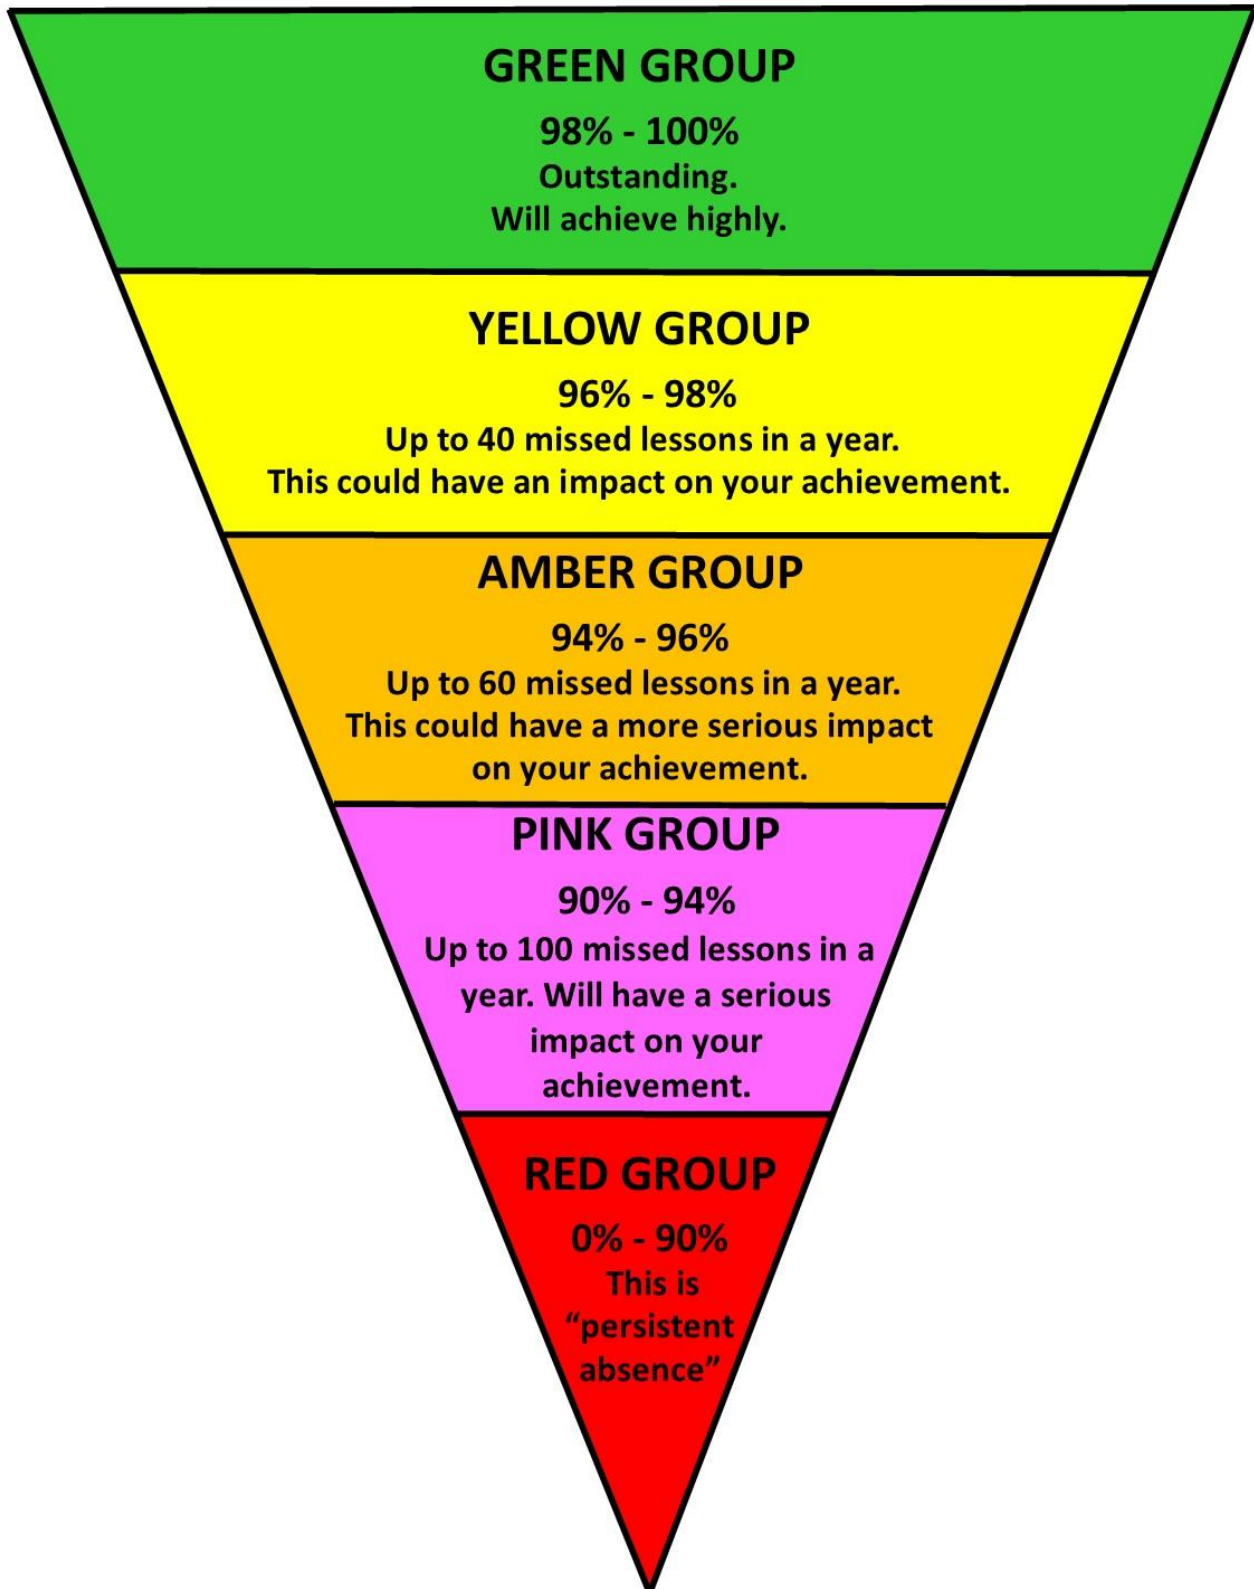 GREEN GROUP
98% - 100%
Outstanding.
Will achieve highly.
YELLOW GROUP
96% - 98%
Up to 40 missed lessons in a year.
This could have an impact on your achievement.
AMBER GROUP
94% - 96%
Up to 60 missed lessons in a year.
This could have a more serious impact
on your achievement.
PINK GROUP
90% - 94%
Up to 100 missed lessons in a
year. Will have a serious
impact on your
achievement.
RED GROUP
0% - 90%
This is
“persistent
absence”